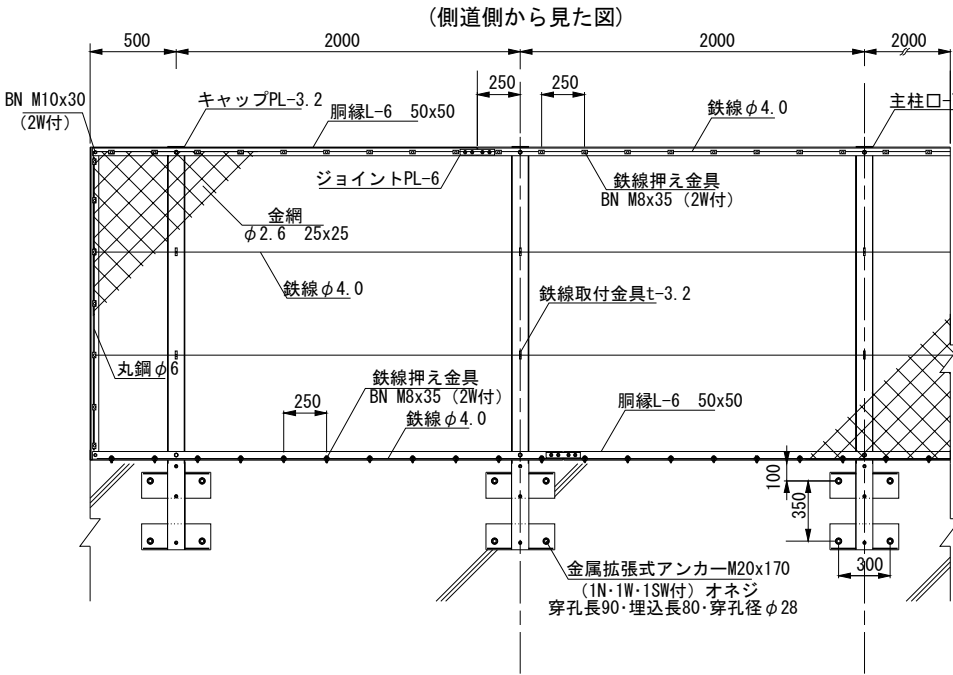 (側道側から見た図)
500
2000
2000
2000
250
250
BN M10x30
(2W付)
キャップPL-3.2
胴縁L-6 50x50
鉄線φ4.0
主柱口-
ジョイントPL-6
鉄線押え金具
BN M8x35 (2W付)
金網
φ2.6 25x25
鉄線φ4.0
鉄線取付金具t-3.2
丸鋼φ6
鉄線押え金具
BN M8x35 (2W付)
250
鉄線φ4.0
胴縁L-6 50x50
100
350
300
金属拡張式アンカーM20x170
(1N・1W・1SW付) オネジ
穿孔長90・埋込長80・穿孔径φ28